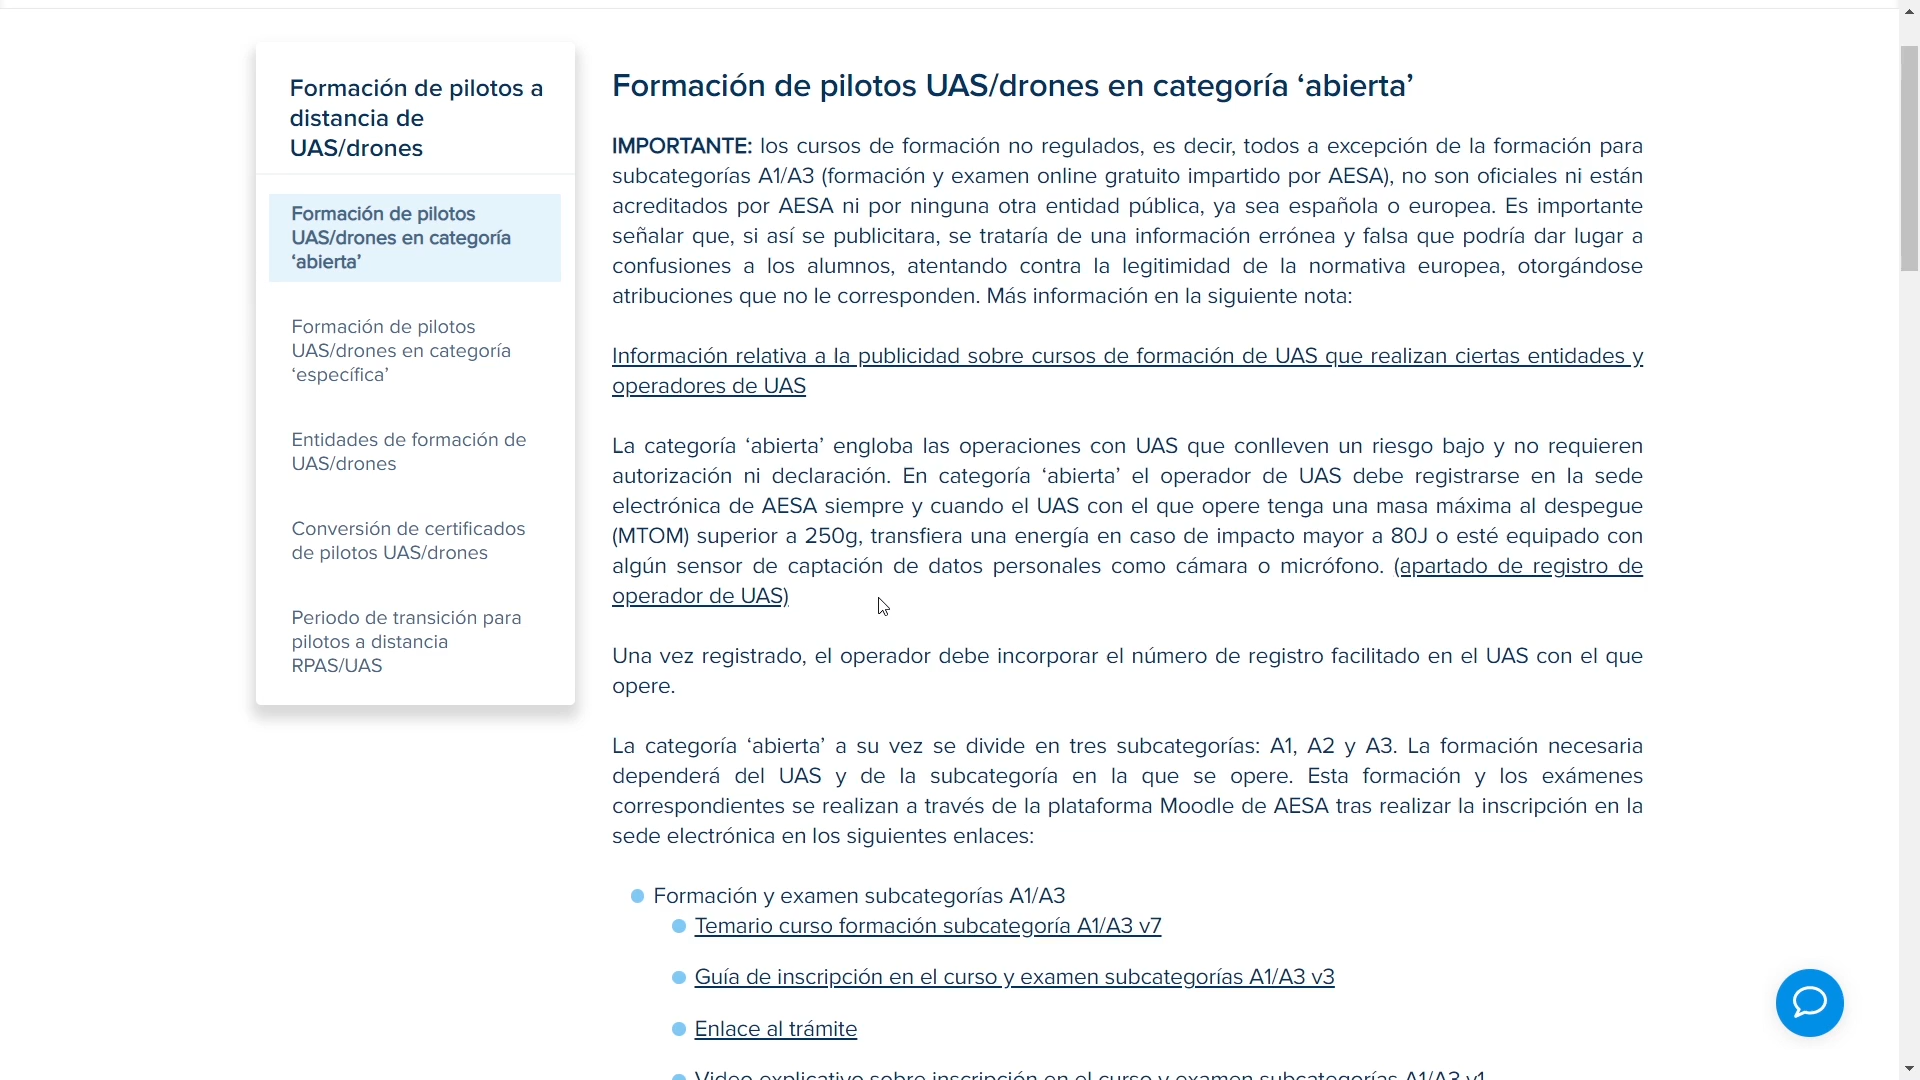 Formación de pilotos a
distancia de
UAS/drones
Formación de pilotos
UAS/drones en categoría
‘abierta’
Formación de pilotos
UAS/drones en categoría
‘específica’
Entidades de formación de
UAS/drones
Conversión de certificados
de pilotos UAS/drones
Periodo de transición para
pilotos a distancia
RPAS/UAS
Formación de pilotos UAS/drones en categoría ‘abierta’
IMPORTANTE: los cursos de formación no regulados, es decir, todos a excepción de la formación para
subcategorías A1/A3 (formación y examen online gratuito impartido por AESA), no son oficiales ni están
acreditados por AESA ni por ninguna otra entidad pública, ya sea española o europea. Es importante
señalar que, si así se publicitara, se trataría de una información errónea y falsa que podría dar lugar a
confusiones a los alumnos, atentando contra la legitimidad de la normativa europea, otorgándose
atribuciones que no le corresponden. Más información en la siguiente nota:
Información relativa a la publicidad sobre cursos de formación de UAS que realizan ciertas entidades y
operadores de UAS
La categoría ‘abierta’ engloba las operaciones con UAS que conlleven un riesgo bajo y no requieren
autorización ni declaración. En categoría ‘abierta’ el operador de UAS debe registrarse en la sede
electrónica de AESA siempre y cuando el UAS con el que opere tenga una masa máxima al despegue
(MTOM) superior a 250g, transfiera una energía en caso de impacto mayor a 80J o esté equipado con
algún sensor de captación de datos personales como cámara o micrófono. (apartado de registro de
operador de UAS)
Una vez registrado, el operador debe incorporar el número de registro facilitado en el UAS con el que
opere.
La categoría ‘abierta’ a su vez se divide en tres subcategorías: A1, A2 y A3. La formación necesaria
dependerá del UAS y de la subcategoría en la que se opere. Esta formación y los exámenes
correspondientes se realizan a través de la plataforma Moodle de AESA tras realizar la inscripción en la
sede electrónica en los siguientes enlaces:
Formación y examen subcategorías A1/A3
Temario curso formación subcategoría A1/A3 v7
Guía de inscripción en el curso y examen subcategorías A1/A3 v3
Enlace al trámite
Video explicativo sobre inscripción en el curso y examen subcategorías A1/A3 v1